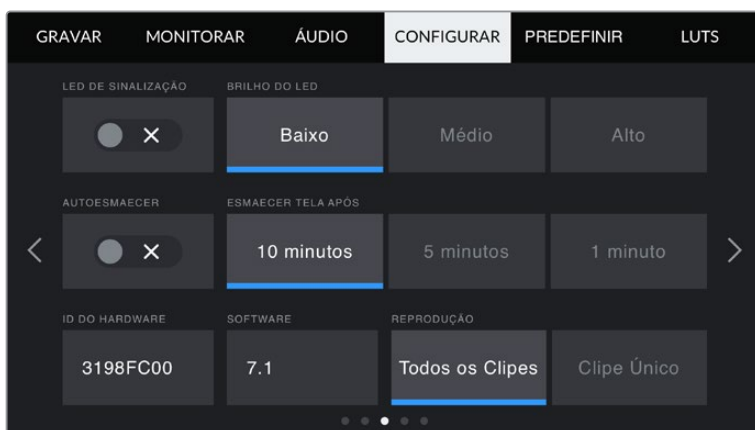 GRAVAR MONITORAR ÁUDIO CONFIGURAR PREDEFINIR LUTS
LED DE SINALIZAÇÃO BRILHO DO LED
Baixo Médio Alto
AUTOESMAECER ESMAECER TELA APÓS
10 minutos 5 minutos 1 minuto
ID DO HARDWARE SOFTWARE REPRODUÇÃO
3198FC00 7.1 Todos os Clipes Clipe Único